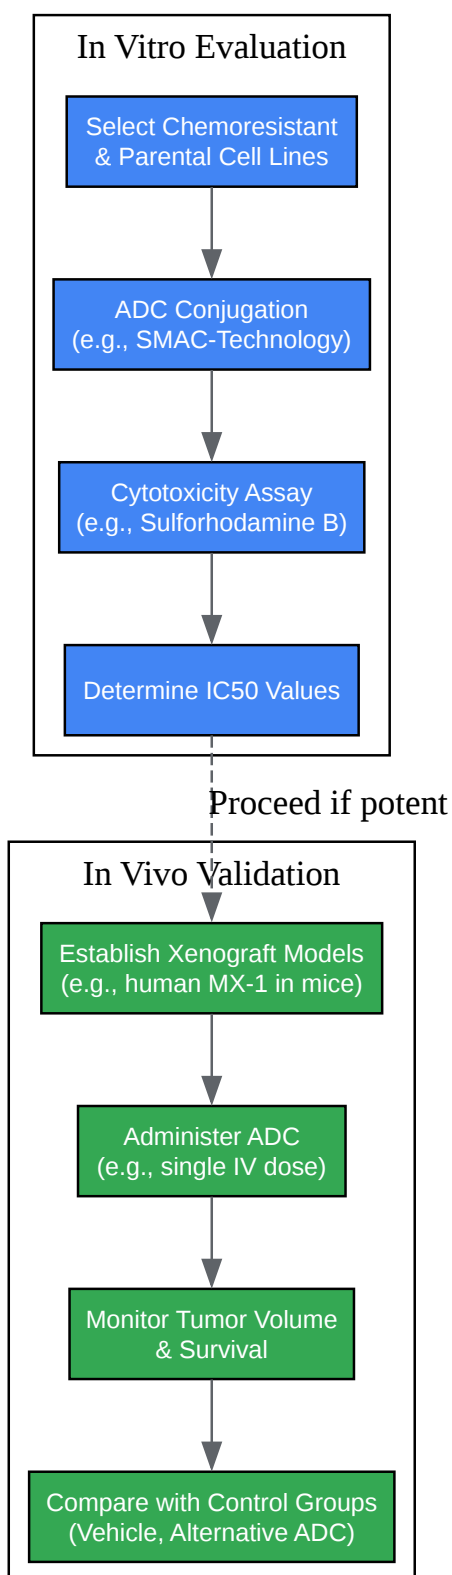 In Vitro Evaluation
Select Chemoresistant
& Parental Cell Lines
ADC Conjugation
(e.g., SMAC-Technology)
Cytotoxicity Assay
(e.g., Sulforhodamine B)
Determine IC50 Values
Proceed if potent
In Vivo Validation
Establish Xenograft Models
(e.g., human MX-1 in mice)
Administer ADC
(e.g., single IV dose)
Monitor Tumor Volume
& Survival
Compare with Control Groups
(Vehicle, Alternative ADC)